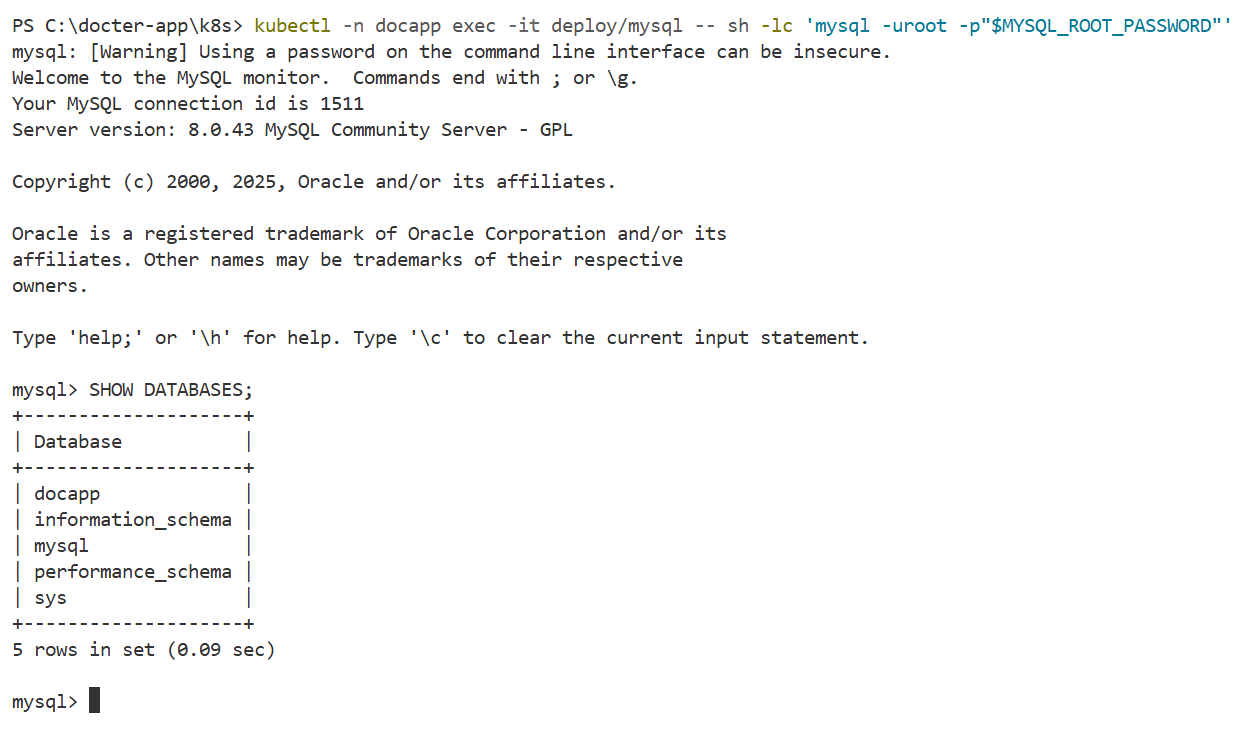 PS C:\docter-app\k8s> kubectl -n docapp exec -it deploy/mysql -- sh -lc 'mysql -uroot -p"$MYSQL_ROOT_PASSWORD"'
mysql: [Warning] Using a password on the command line interface can be insecure.
Welcome to the MySQL monitor.  Commands end with ; or \g.
Your MySQL connection id is 1511
Server version: 8.0.43 MySQL Community Server - GPL

Copyright (c) 2000, 2025, Oracle and/or its affiliates.

Oracle is a registered trademark of Oracle Corporation and/or its
affiliates. Other names may be trademarks of their respective
owners.

Type 'help;' or '\h' for help. Type '\c' to clear the current input statement.

mysql> SHOW DATABASES;
+--------------------+
| Database           |
+--------------------+
| docapp             |
| information_schema |
| mysql              |
| performance_schema |
| sys                |
+--------------------+
5 rows in set (0.09 sec)

mysql>